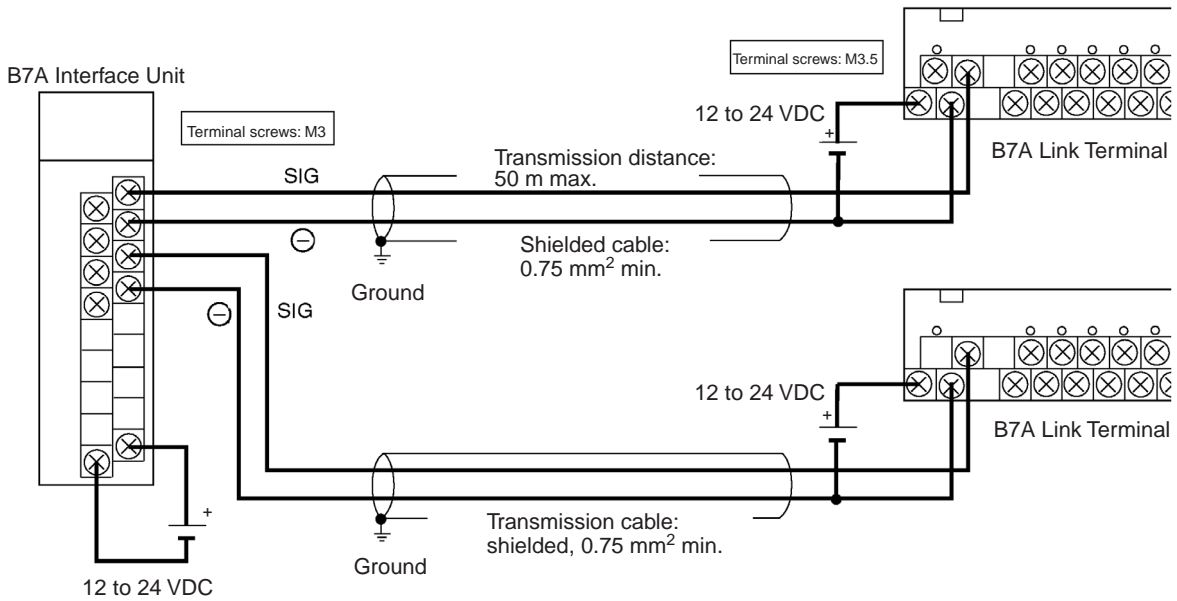 B7A Interface Unit
Terminal screws: M3
Terminal screws: M3.5
12 to 24 VDC
+
B7A Link Terminal
SIG
Transmission distance:
50 m max.
−
Shielded cable:
0.75 mm² min.
Ground
−
SIG
12 to 24 VDC
+
B7A Link Terminal
Transmission cable:
shielded, 0.75 mm² min.
Ground
+
12 to 24 VDC